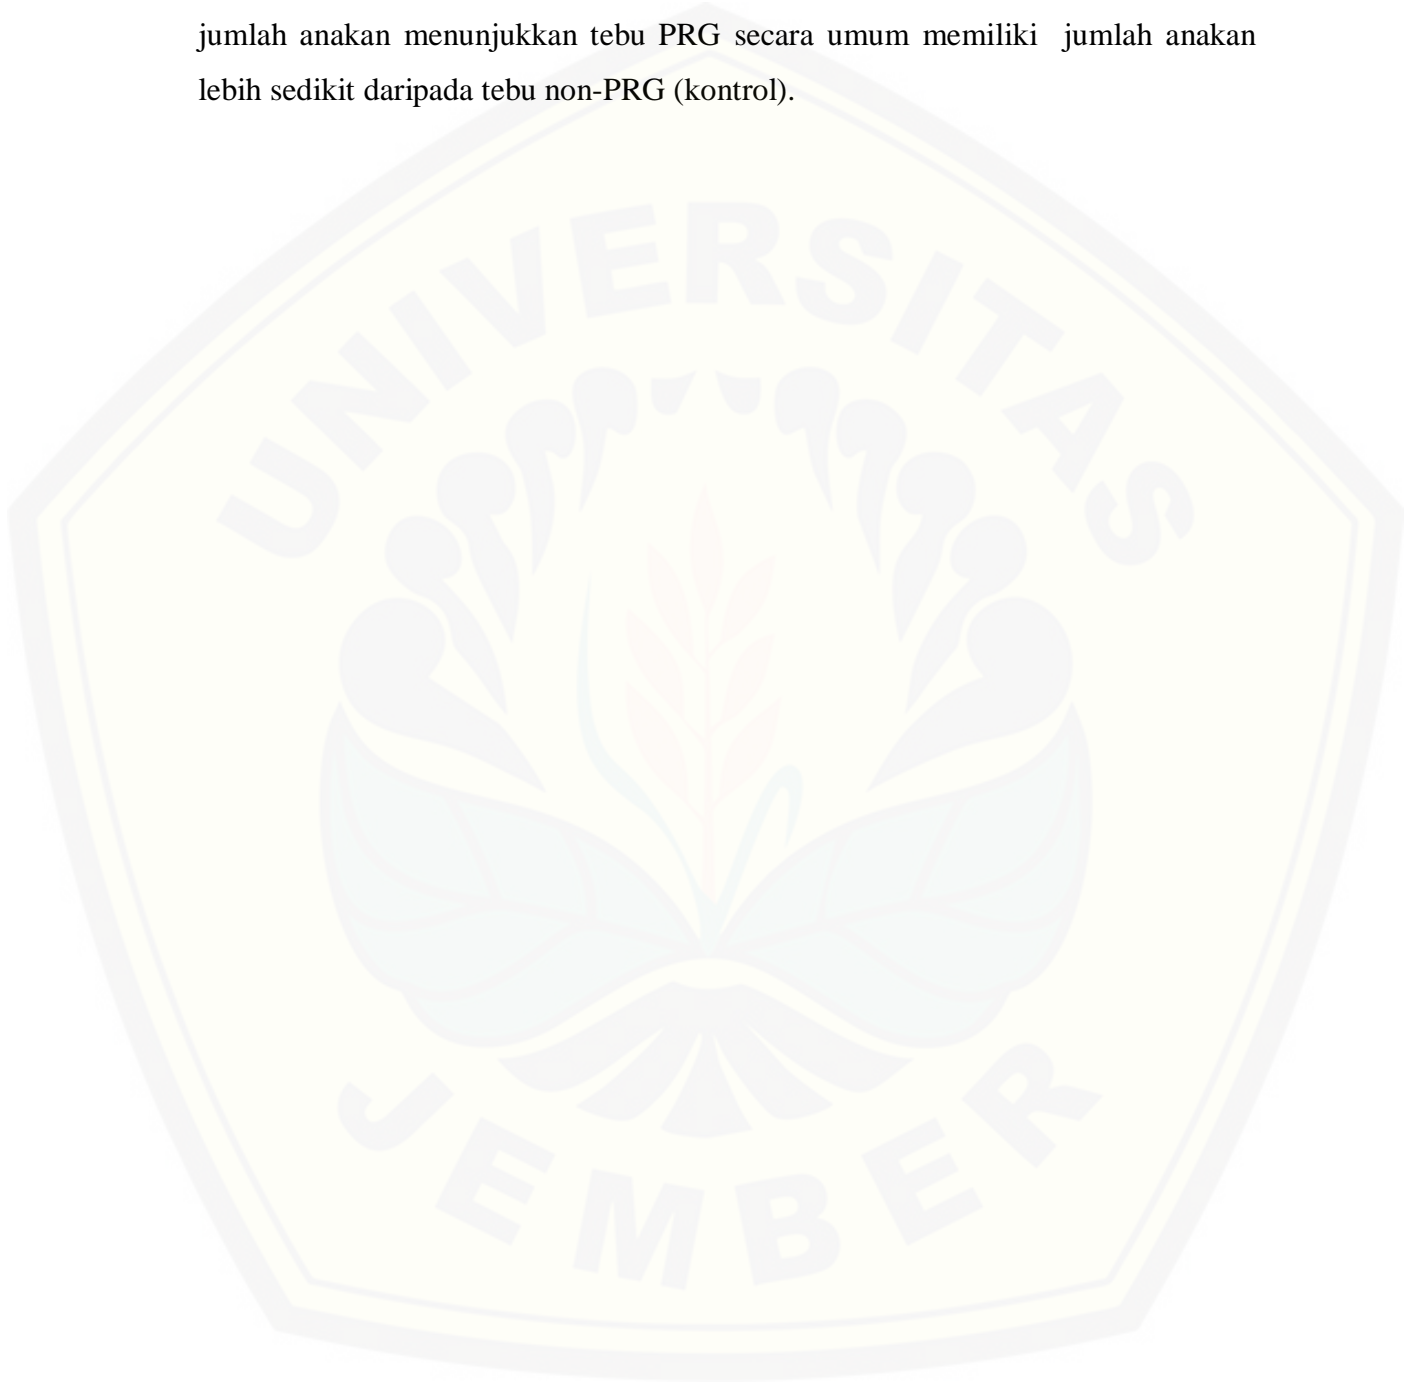 jumlah anakan menunjukkan tebu PRG secara umum memiliki jumlah anakan
lebih sedikit daripada tebu non-PRG (kontrol).
UNIVERSITAS
JEMBER